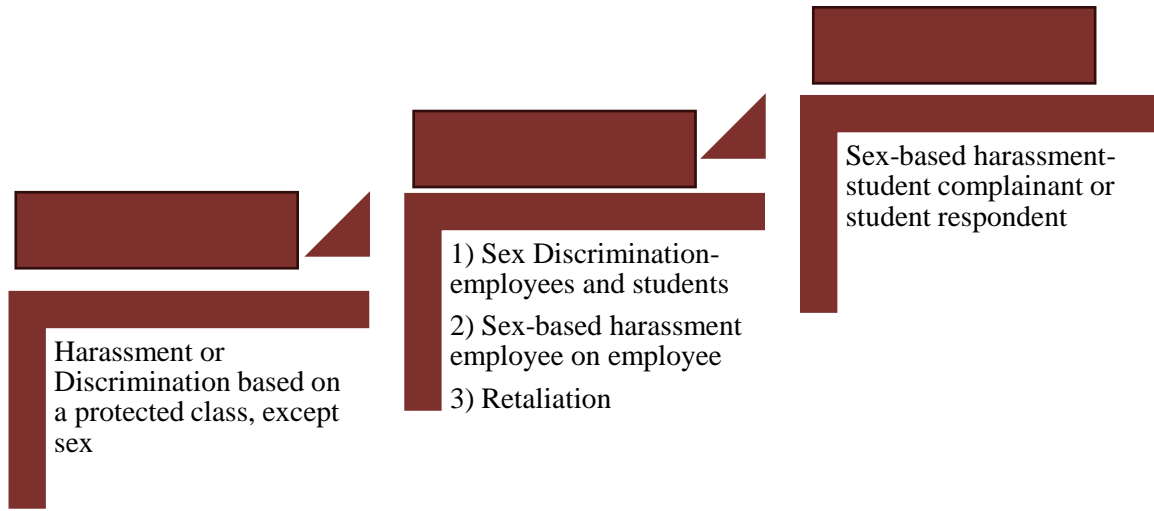 Harassment or
Discrimination based on
a protected class, except
sex
1) Sex Discrimination-
employees and students
2) Sex-based harassment
employee on employee
3) Retaliation
Sex-based harassment-
student complainant or
student respondent